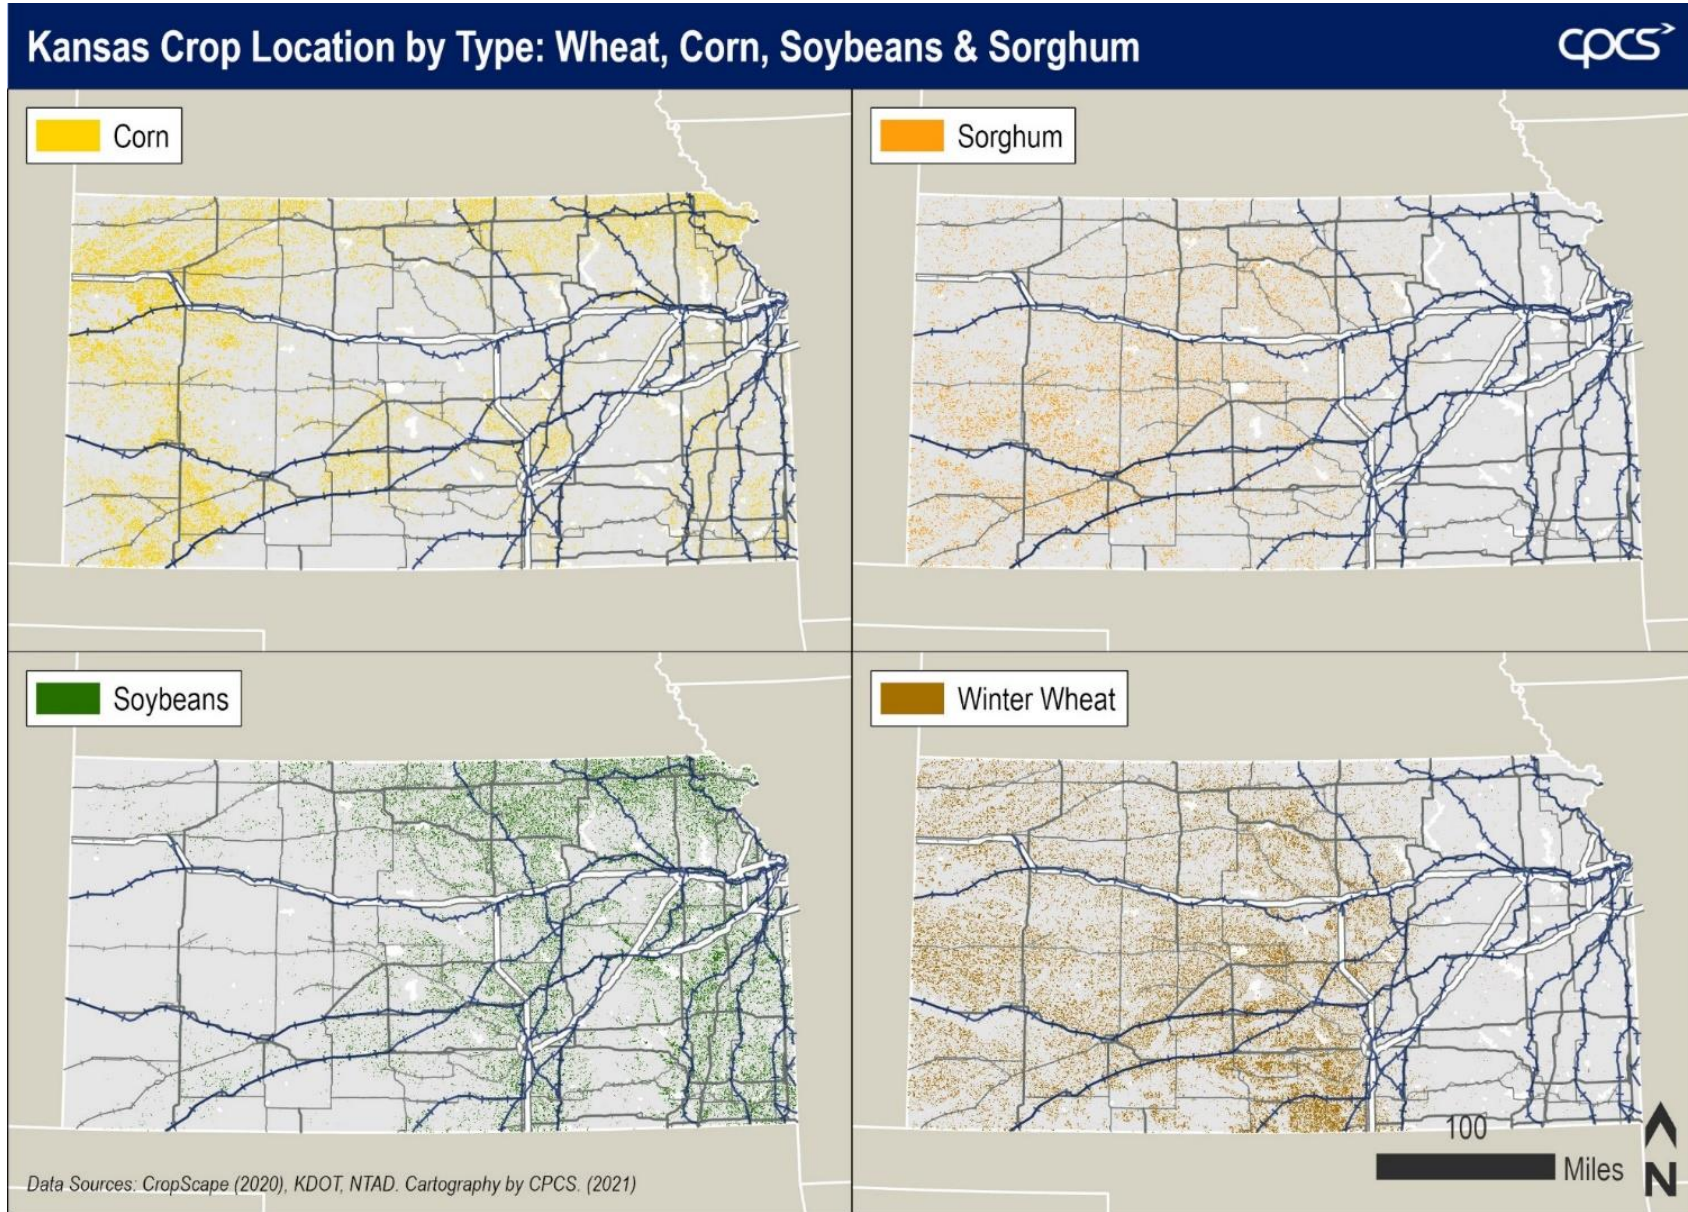 Kansas Crop Location by Type: Wheat, Corn, Soybeans & Sorghum
cpcs
Corn
Sorghum
Soybeans
Winter Wheat
100
Miles
N
Data Sources: CropScape (2020), KDOT, NTAD. Cartography by CPCS. (2021)